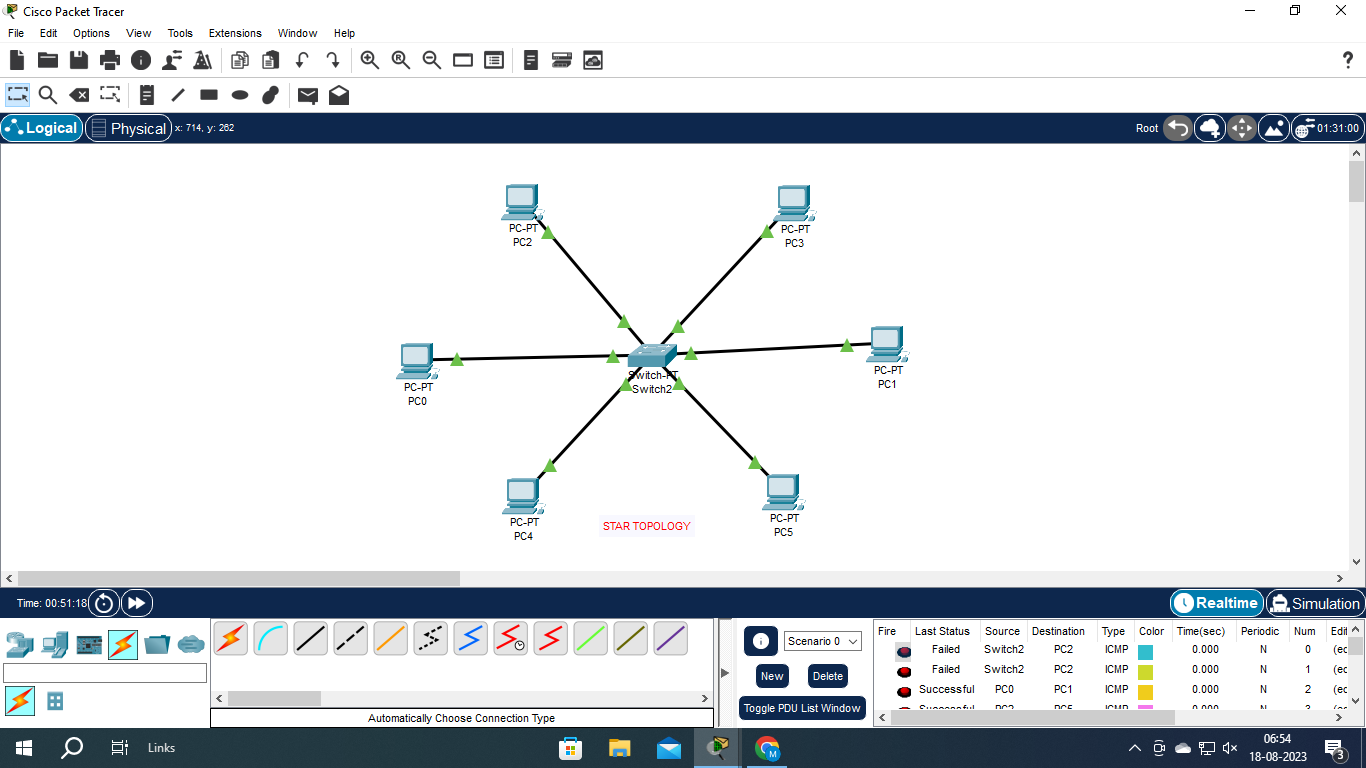 Cisco Packet Tracer
File Edit Options View Tools Extensions Window Help
Logical Physical x: 714, y: 262 Root 01:31:00
PC-PT
PC2
PC-PT
PC3
PC-PT
PC0
Switch-PT
Switch2
PC-PT
PC1
PC-PT
PC4
STAR TOPOLOGY
PC-PT
PC5
Time: 00:51:18 Realtime Simulation
Scenario 0
New Delete
Toggle PDU List Window
Fire Last Status Source Destination Type Color Time(sec) Periodic Num Edi
Failed Switch2 PC2 ICMP 0.000 N 0 (ec
Failed Switch2 PC2 ICMP 0.000 N 1 (ec
Successful PC0 PC1 ICMP 0.000 N 2 (ec
Successful PC2 PC5 ICMP 0.000 N 3
Automatically Choose Connection Type
Links
06:54
18-08-2023
3